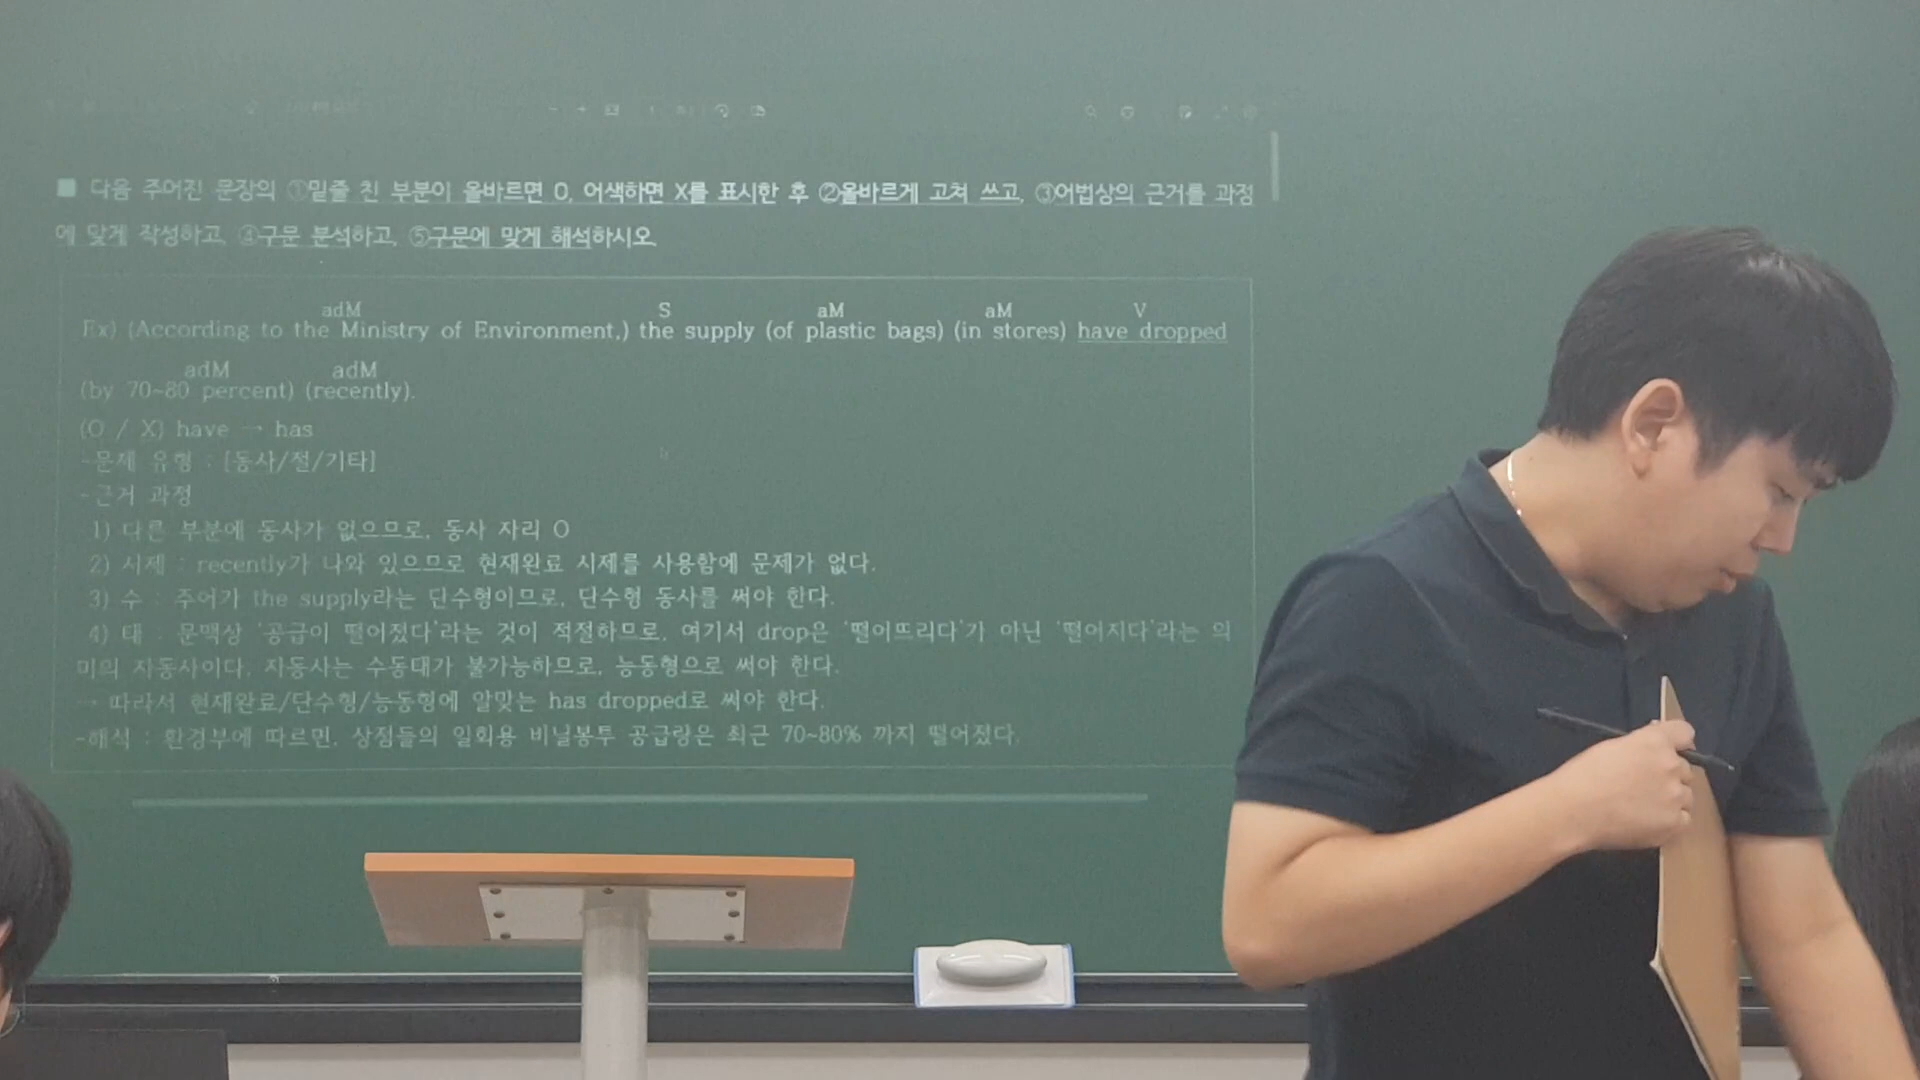 ■ 다음 주어진 문장의 ①밑줄 친 부분이 올바르면 O, 어색하면 X를 표시한 후 ②올바르게 고쳐 쓰고, ③어법상의 근거를 과정
에 맞게 작성하고, ④구문 분석하고, ⑤구문에 맞게 해석하시오.
adM S aM aM V
Ex) (According to the Ministry of Environment,) the supply (of plastic bags) (in stores) have dropped
adM adM
(by 70~80 percent) (recently).
(O / X) have → has
-문제 유형 : [동사/절/기타]
-근거 과정
1) 다른 부분에 동사가 없으므로, 동사 자리 O
2) 시제 : recently가 나와 있으므로 현재완료 시제를 사용함에 문제가 없다.
3) 수 : 주어가 the supply라는 단수형이므로, 단수형 동사를 써야 한다.
4) 태 : 문맥상 '공급이 떨어졌다'라는 것이 적절하므로, 여기서 drop은 '떨어뜨리다'가 아닌 '떨어지다'라는 의
미의 자동사이다. 자동사는 수동태가 불가능하므로, 능동형으로 써야 한다.
→ 따라서 현재완료/단수형/능동형에 알맞는 has dropped로 써야 한다.
-해석 : 환경부에 따르면, 상점들의 일회용 비닐봉투 공급량은 최근 70~80% 까지 떨어졌다.